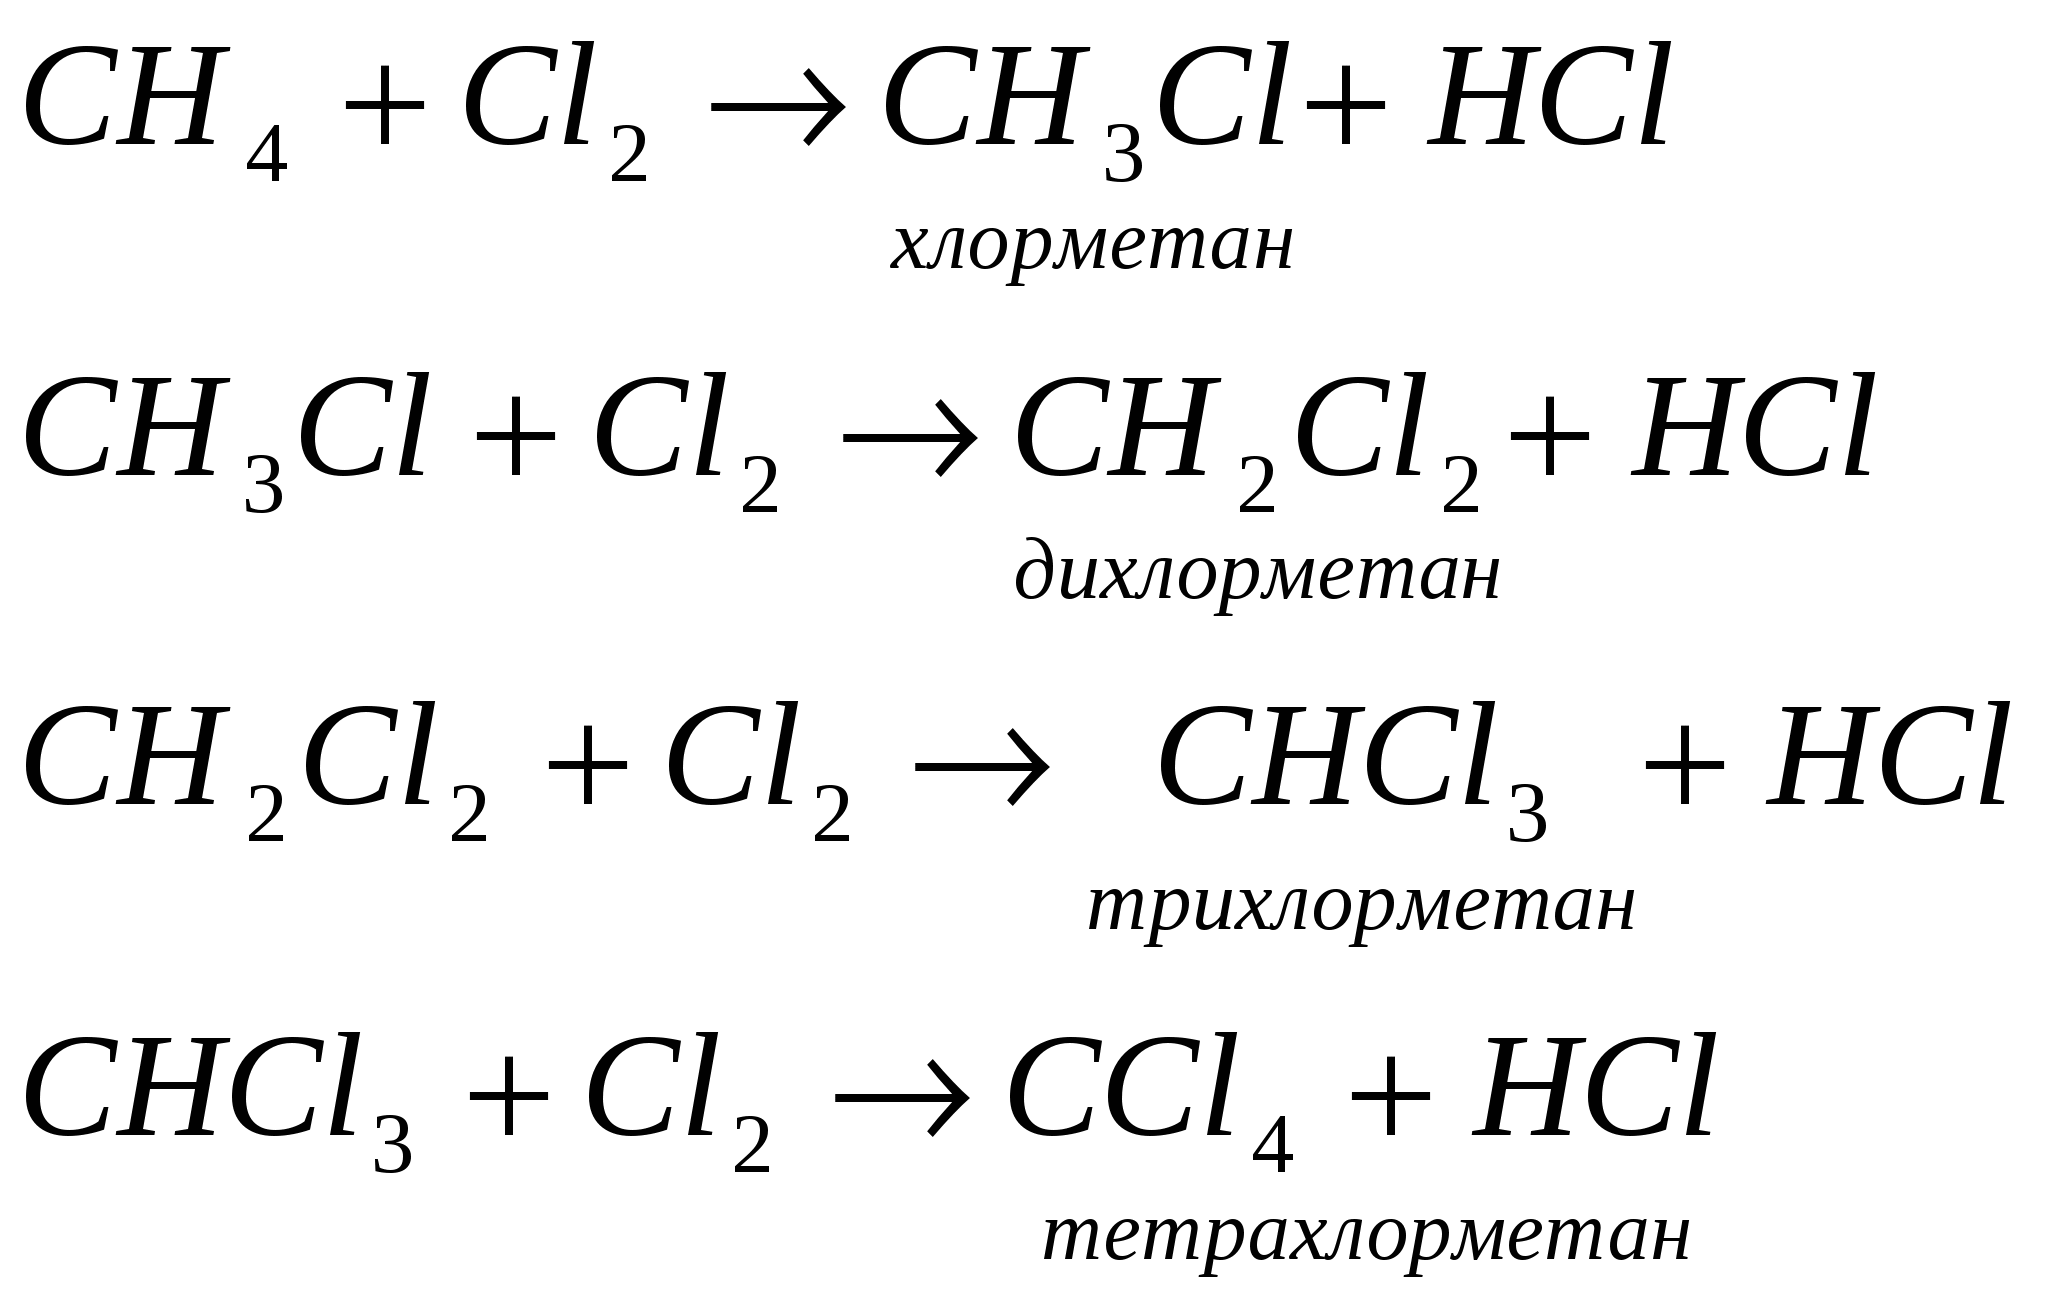 CH₄ + Cl₂ → CH₃Cl + HCl
хлорметан
CH₃Cl + Cl₂ → CH₂Cl₂ + HCl
дихлорметан
CH₂Cl₂ + Cl₂ → CHCl₃ + HCl
трихлорметан
CHCl₃ + Cl₂ → CCl₄ + HCl
тетрахлорметан